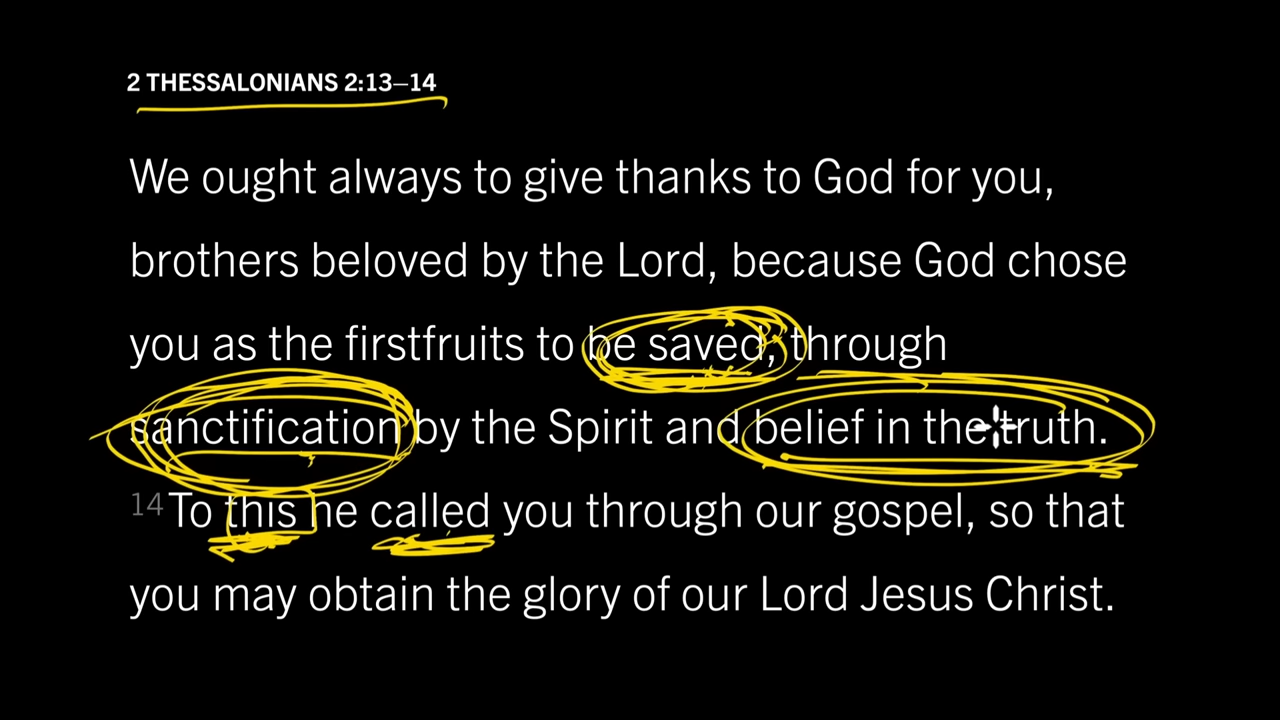 2 THESSALONIANS 2:13–14
We ought always to give thanks to God for you,
brothers beloved by the Lord, because God chose
you as the firstfruits to be saved, through
sanctification by the Spirit and belief in the truth.
14 To this he called you through our gospel, so that
you may obtain the glory of our Lord Jesus Christ.